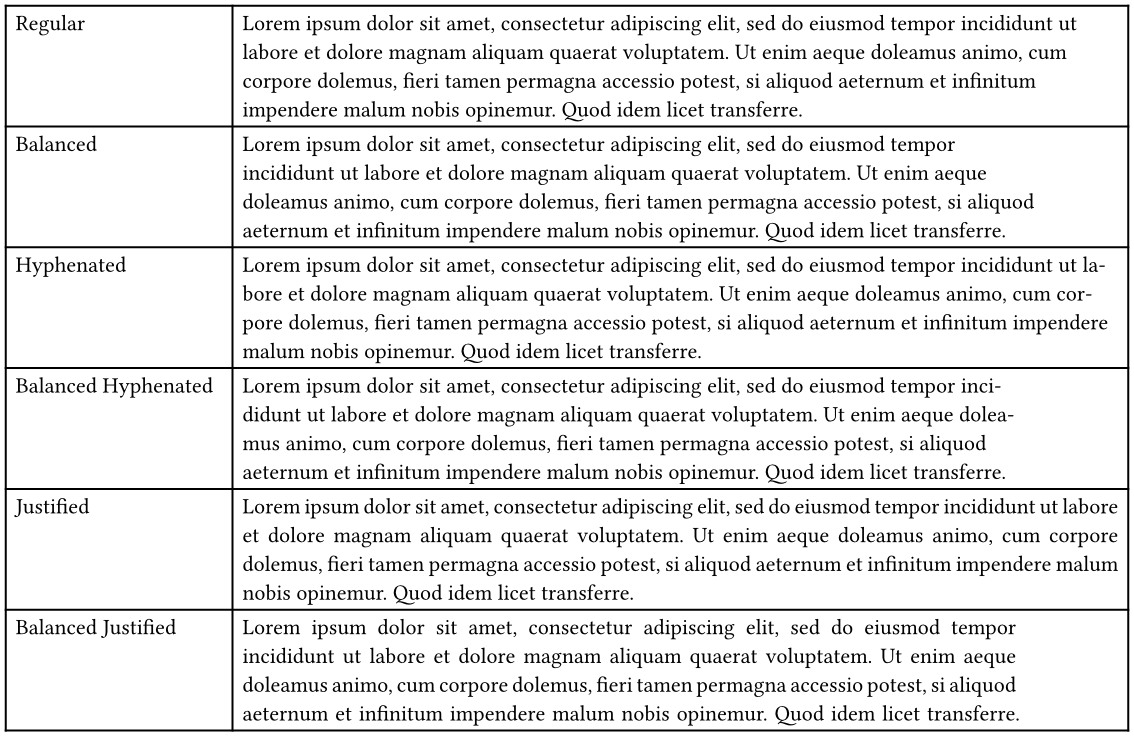 Regular
Lorem ipsum dolor sit amet, consectetur adipiscing elit, sed do eiusmod tempor incididunt ut
labore et dolore magnam aliquam quaerat voluptatem. Ut enim aeque doleamus animo, cum
corpore dolemus, fieri tamen permagna accessio potest, si aliquod aeternum et infinitum
impendere malum nobis opinemur. Quod idem licet transferre.
Balanced
Lorem ipsum dolor sit amet, consectetur adipiscing elit, sed do eiusmod tempor
incididunt ut labore et dolore magnam aliquam quaerat voluptatem. Ut enim aeque
doleamus animo, cum corpore dolemus, fieri tamen permagna accessio potest, si aliquod
aeternum et infinitum impendere malum nobis opinemur. Quod idem licet transferre.
Hyphenated
Lorem ipsum dolor sit amet, consectetur adipiscing elit, sed do eiusmod tempor incididunt ut la-
bore et dolore magnam aliquam quaerat voluptatem. Ut enim aeque doleamus animo, cum cor-
pore dolemus, fieri tamen permagna accessio potest, si aliquod aeternum et infinitum impendere
malum nobis opinemur. Quod idem licet transferre.
Balanced Hyphenated
Lorem ipsum dolor sit amet, consectetur adipiscing elit, sed do eiusmod tempor inci-
didunt ut labore et dolore magnam aliquam quaerat voluptatem. Ut enim aeque dolea-
mus animo, cum corpore dolemus, fieri tamen permagna accessio potest, si aliquod
aeternum et infinitum impendere malum nobis opinemur. Quod idem licet transferre.
Justified
Lorem ipsum dolor sit amet, consectetur adipiscing elit, sed do eiusmod tempor incididunt ut labore
et dolore magnam aliquam quaerat voluptatem. Ut enim aeque doleamus animo, cum corpore
dolemus, fieri tamen permagna accessio potest, si aliquod aeternum et infinitum impendere malum
nobis opinemur. Quod idem licet transferre.
Balanced Justified
Lorem ipsum dolor sit amet, consectetur adipiscing elit, sed do eiusmod tempor
incididunt ut labore et dolore magnam aliquam quaerat voluptatem. Ut enim aeque
doleamus animo, cum corpore dolemus, fieri tamen permagna accessio potest, si aliquod
aeternum et infinitum impendere malum nobis opinemur. Quod idem licet transferre.